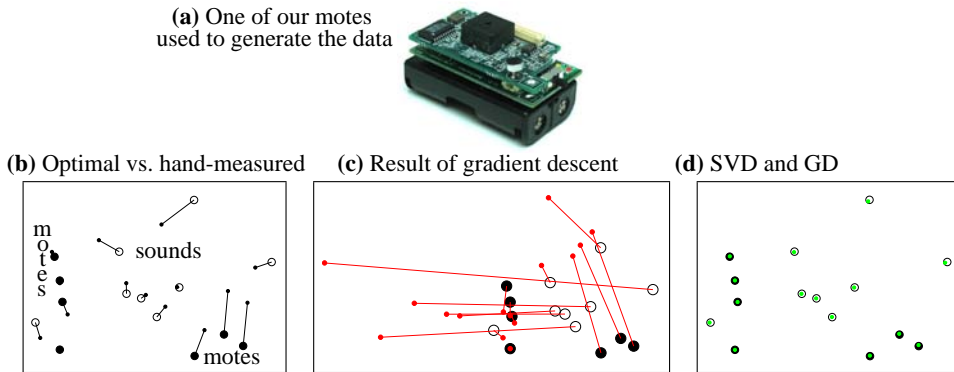 (a) One of our motes
used to generate the data
(b) Optimal vs. hand-measured
(c) Result of gradient descent
(d) SVD and GD
motes
sounds
motes